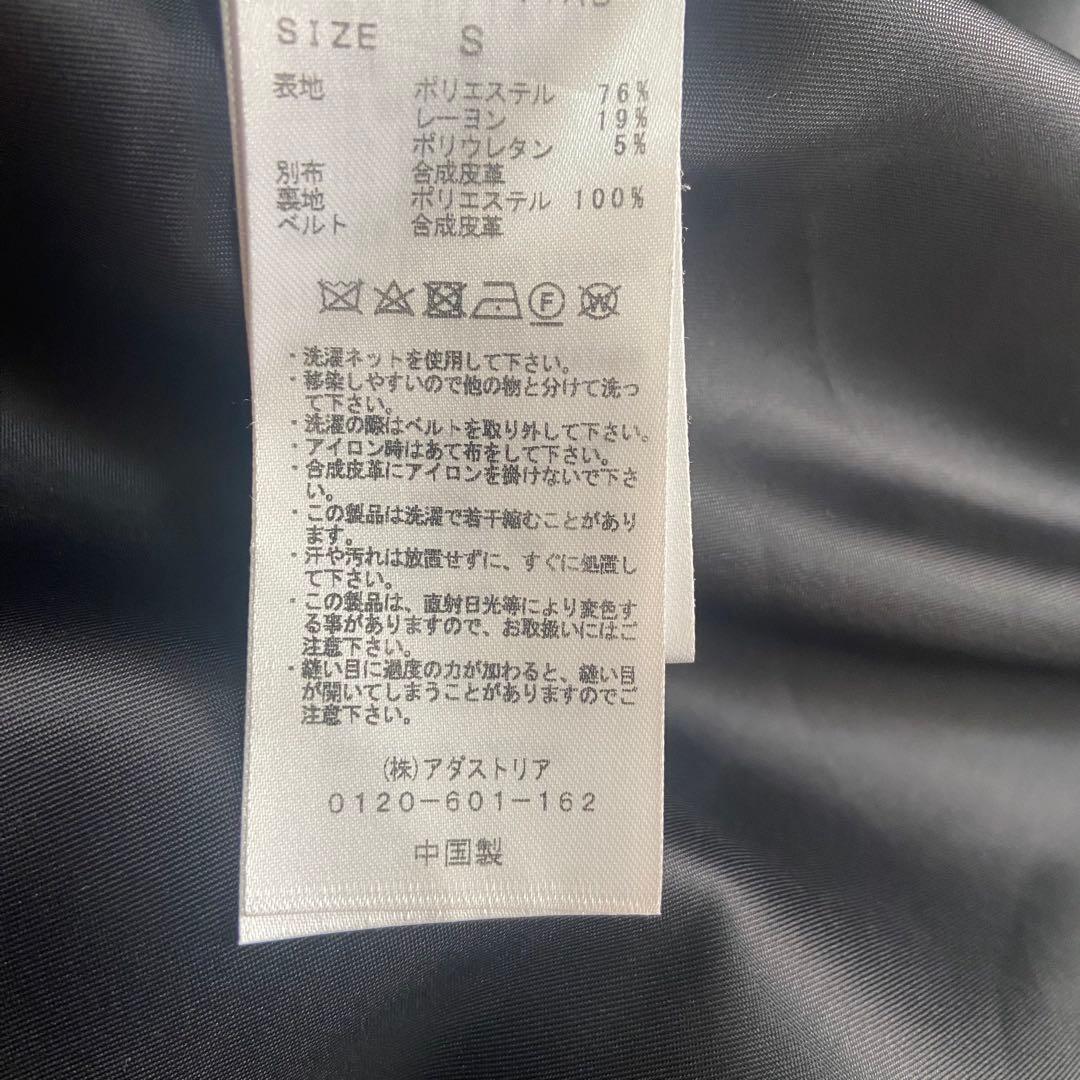 SIZE S
表地 ポリエステル 76%
レーヨン 19%
ポリウレタン 5%
別布 合成皮革
裏地 ポリエステル 100%
ベルト 合成皮革
F W
・洗濯ネットを使用して下さい。
・移染しやすいので他の物と分けて洗っ
て下さい。
・洗濯の際はベルトを取り外して下さい。
・アイロン時はあて布をして下さい。
・合成皮革にアイロンを掛けないで下さ
い。
・この製品は洗濯で若干縮むことがあり
ます。
・汗や汚れは放置せずに、すぐに処置し
て下さい。
・この製品は、直射日光等により変色す
る事がありますので、お取扱いにはご
注意下さい。
・縫い目に過度の力が加わると、縫い目
が開いてしまうことがありますのでご
注意下さい。
(株)アダストリア
0120-601-162
中国製